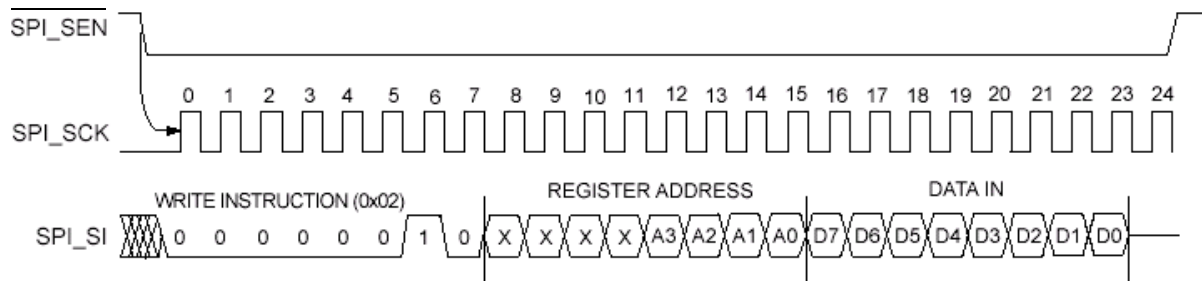 SPI_SEN
0 1 2 3 4 5 6 7 8 9 10 11 12 13 14 15 16 17 18 19 20 21 22 23 24
SPI_SCK
WRITE INSTRUCTION (0x02) REGISTER ADDRESS DATA IN
SPI_SI 0 0 0 0 0 0 1 0 X X X X A3 A2 A1 A0 D7 D6 D5 D4 D3 D2 D1 D0